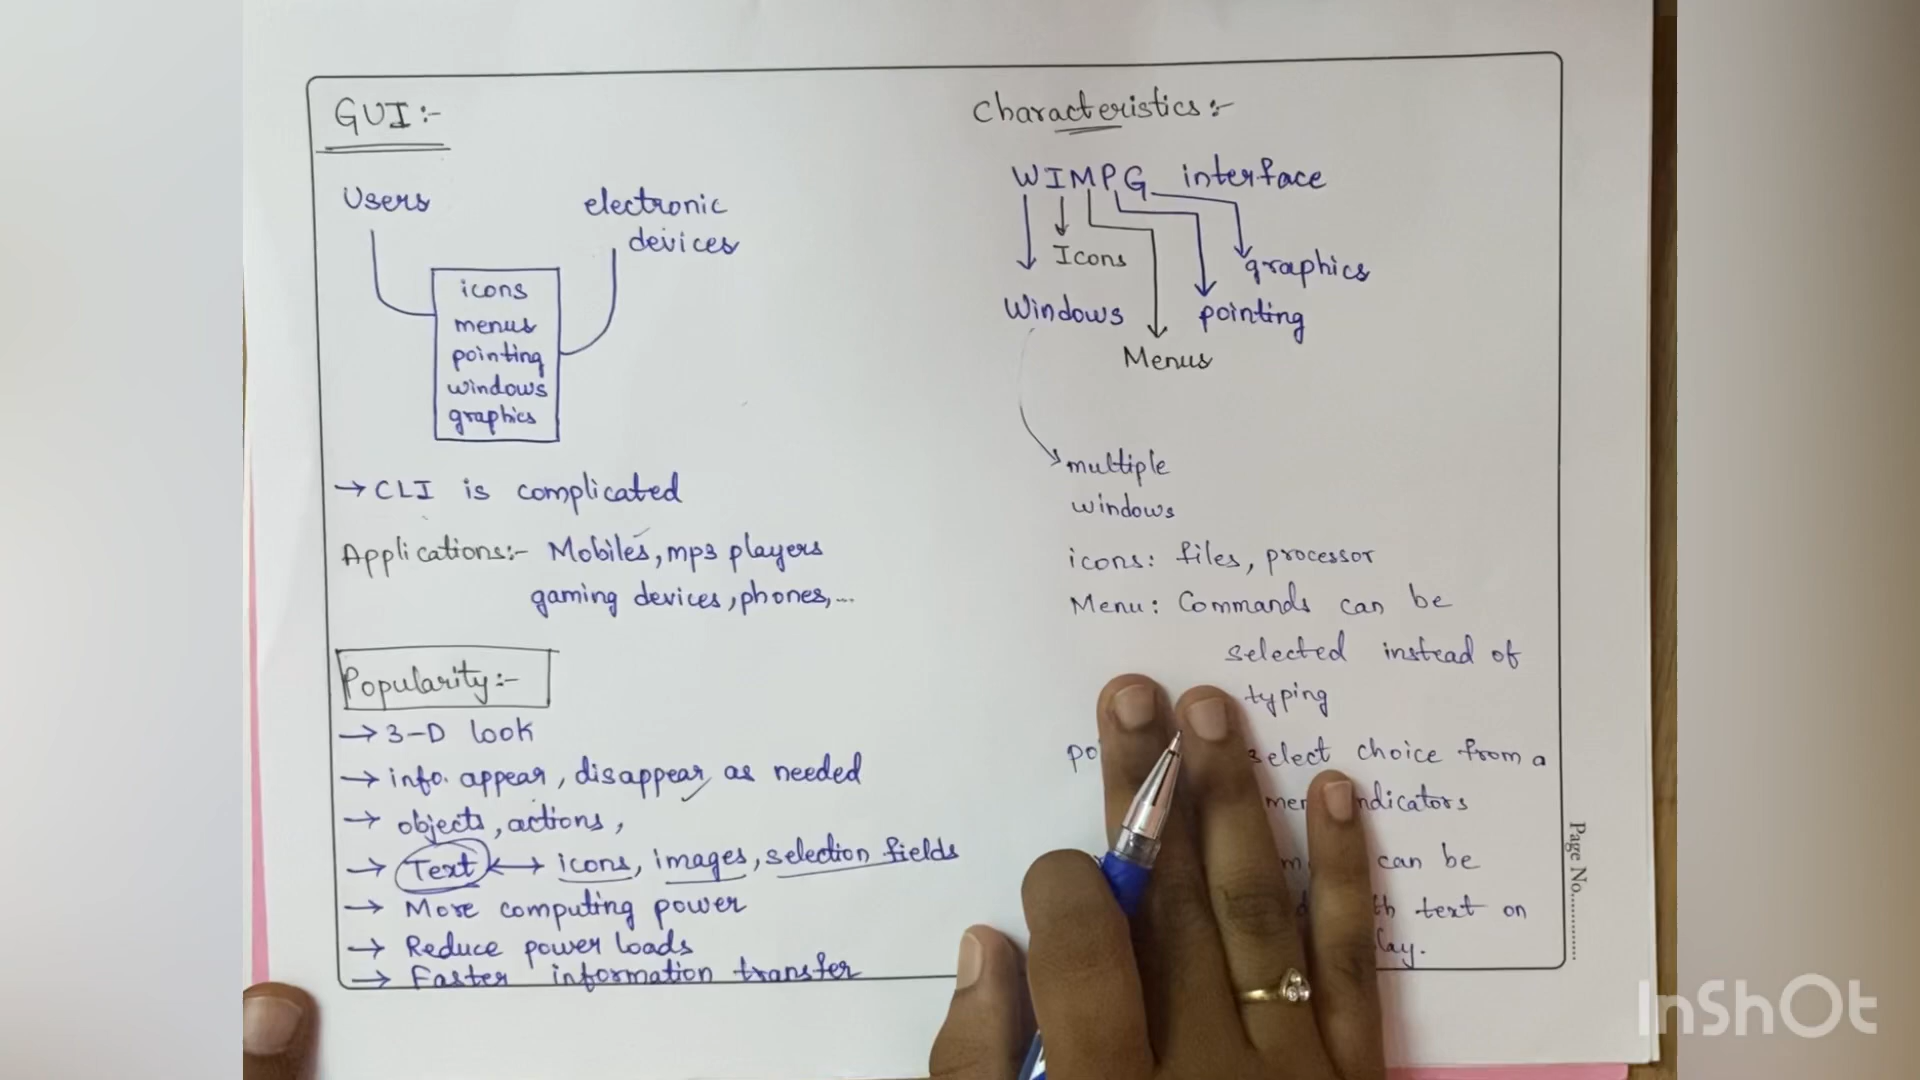 GUI:-
Users
electronic
devices
icons
menus
pointing
windows
graphics
→ CLI is complicated
Applications:- Mobiles, mp3 players
gaming devices, phones,...
Popularity:-
→ 3-D look
→ info. appear, disappear as needed
→ objects, actions,
→ Text ↔ icons, images, selection fields
→ More computing power
→ Reduce power loads
→ Faster information transfer
Characteristics:-
WIMPG interface
Icons
graphics
Windows
pointing
Menus
multiple
windows
icons: files, processor
Menu: Commands can be
selected instead of
typing
select choice from a
indicators
can be
text on
Page No.............
InShOt